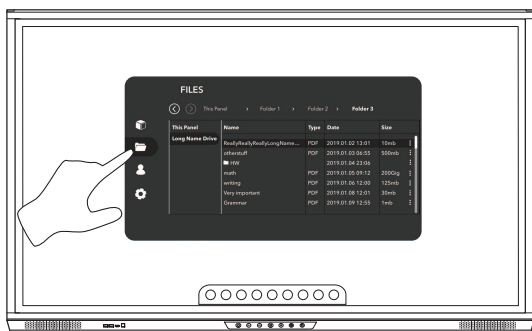 FILES
This Panel › Folder 1 › Folder 2 › Folder 3
This Panel Name Type Date Size
Long Name Drive
ReallyReallyReallyLongName... PDF 2019.01.02 13:01 10mb
otherstuff PDF 2019.01.03 06:55 500mb
HW 2019.01.04 23:06
math PDF 2019.01.05 09:12 200Gig
writing PDF 2019.01.06 12:00 125mb
Very important PDF 2019.01.08 12:01 30mb
Grammar PDF 2019.01.09 12:55 1mb